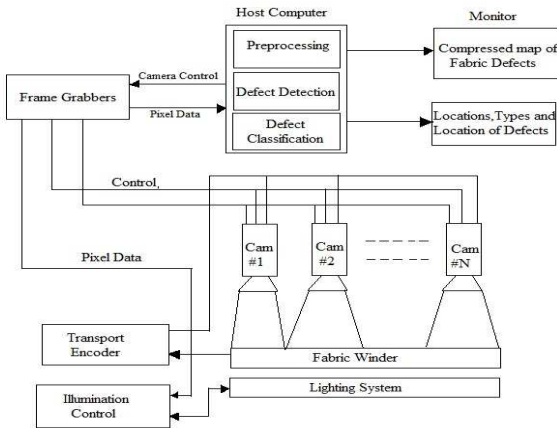 Host Computer
Monitor
Preprocessing
Compressed map of
Fabric Defects
Camera Control
Frame Grabbers
Defect Detection
Pixel Data
Defect
Classification
Locations,Types and
Location of Defects
Control,
Cam
#1
Cam
#2
Cam
#N
Pixel Data
Transport
Encoder
Fabric Winder
Illumination
Control
Lighting System